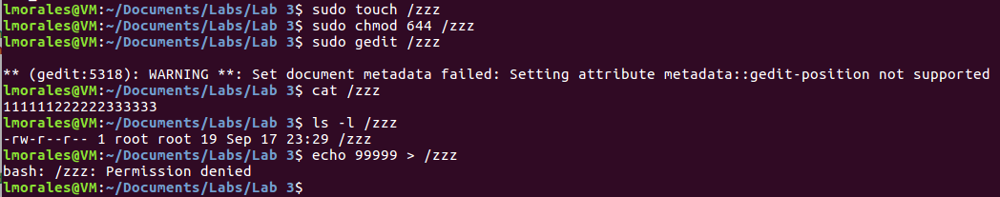 lmorales@VM:~/Documents/Labs/Lab 3$ sudo touch /zzz
lmorales@VM:~/Documents/Labs/Lab 3$ sudo chmod 644 /zzz
lmorales@VM:~/Documents/Labs/Lab 3$ sudo gedit /zzz
** (gedit:5318): WARNING **: Set document metadata failed: Setting attribute metadata::gedit-position not supported
lmorales@VM:~/Documents/Labs/Lab 3$ cat /zzz
111111222222333333
lmorales@VM:~/Documents/Labs/Lab 3$ ls -l /zzz
-rw-r--r-- 1 root root 19 Sep 17 23:29 /zzz
lmorales@VM:~/Documents/Labs/Lab 3$ echo 99999 > /zzz
bash: /zzz: Permission denied
lmorales@VM:~/Documents/Labs/Lab 3$